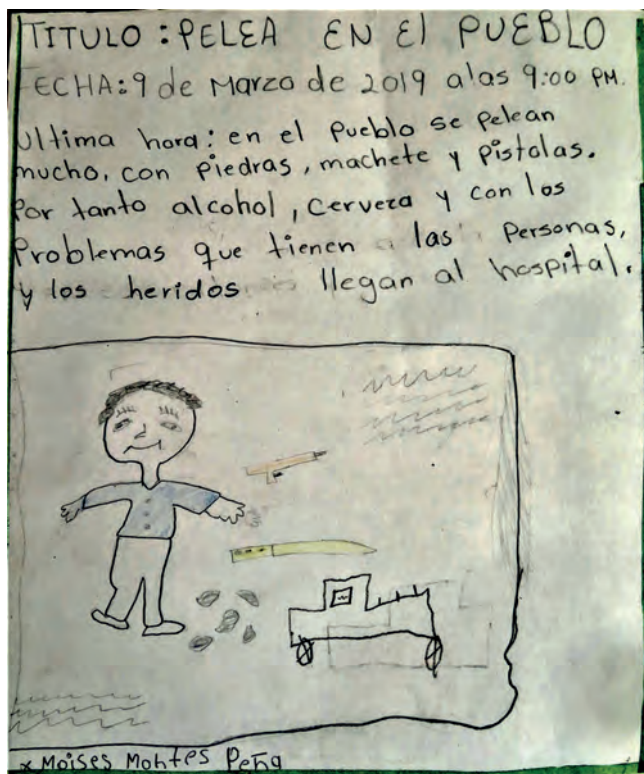 TITULO : PELEA EN El PUEBLO
FECHA: 9 de Marzo de 2019 a las 9:00 PM.
Ultima hora: en el Pueblo se pelean
mucho, con piedras, machete y pistolas.
Por tanto alcohol, cerveza y con los
Problemas que tienen las personas,
y los heridos llegan al hospital.
x Moises Montes Peña